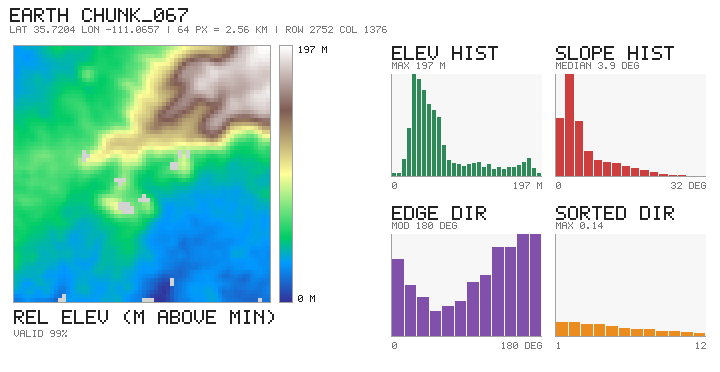 EARTH CHUNK_067
LAT 35.7204 LON -111.0657 | 64 PX = 2.56 KM | ROW 2752 COL 1376
197 M
0 M
REL ELEV (M ABOVE MIN)
VALID 99%
ELEV HIST
MAX 197 M
0 197 M
SLOPE HIST
MEDIAN 3.9 DEG
0 32 DEG
EDGE DIR
MOD 180 DEG
0 180 DEG
SORTED DIR
MAX 0.14
1 12